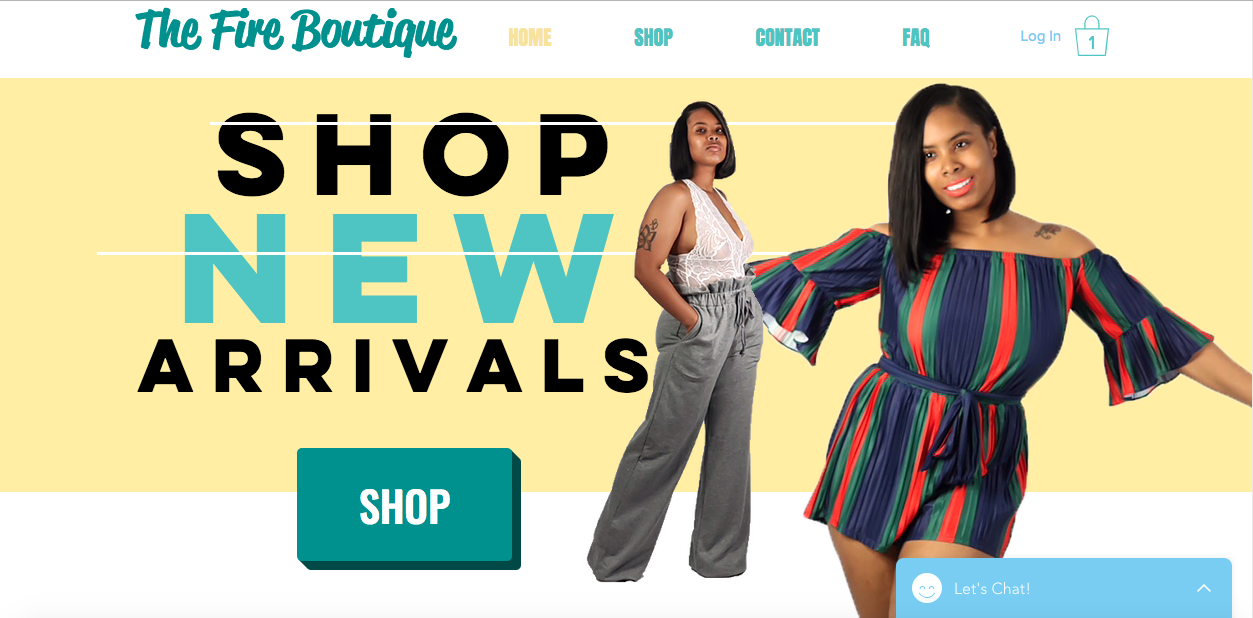 The Fire Boutique
HOME SHOP CONTACT FAQ Log In 1
SHOP
NEW
ARRIVALS
SHOP
Let's Chat!